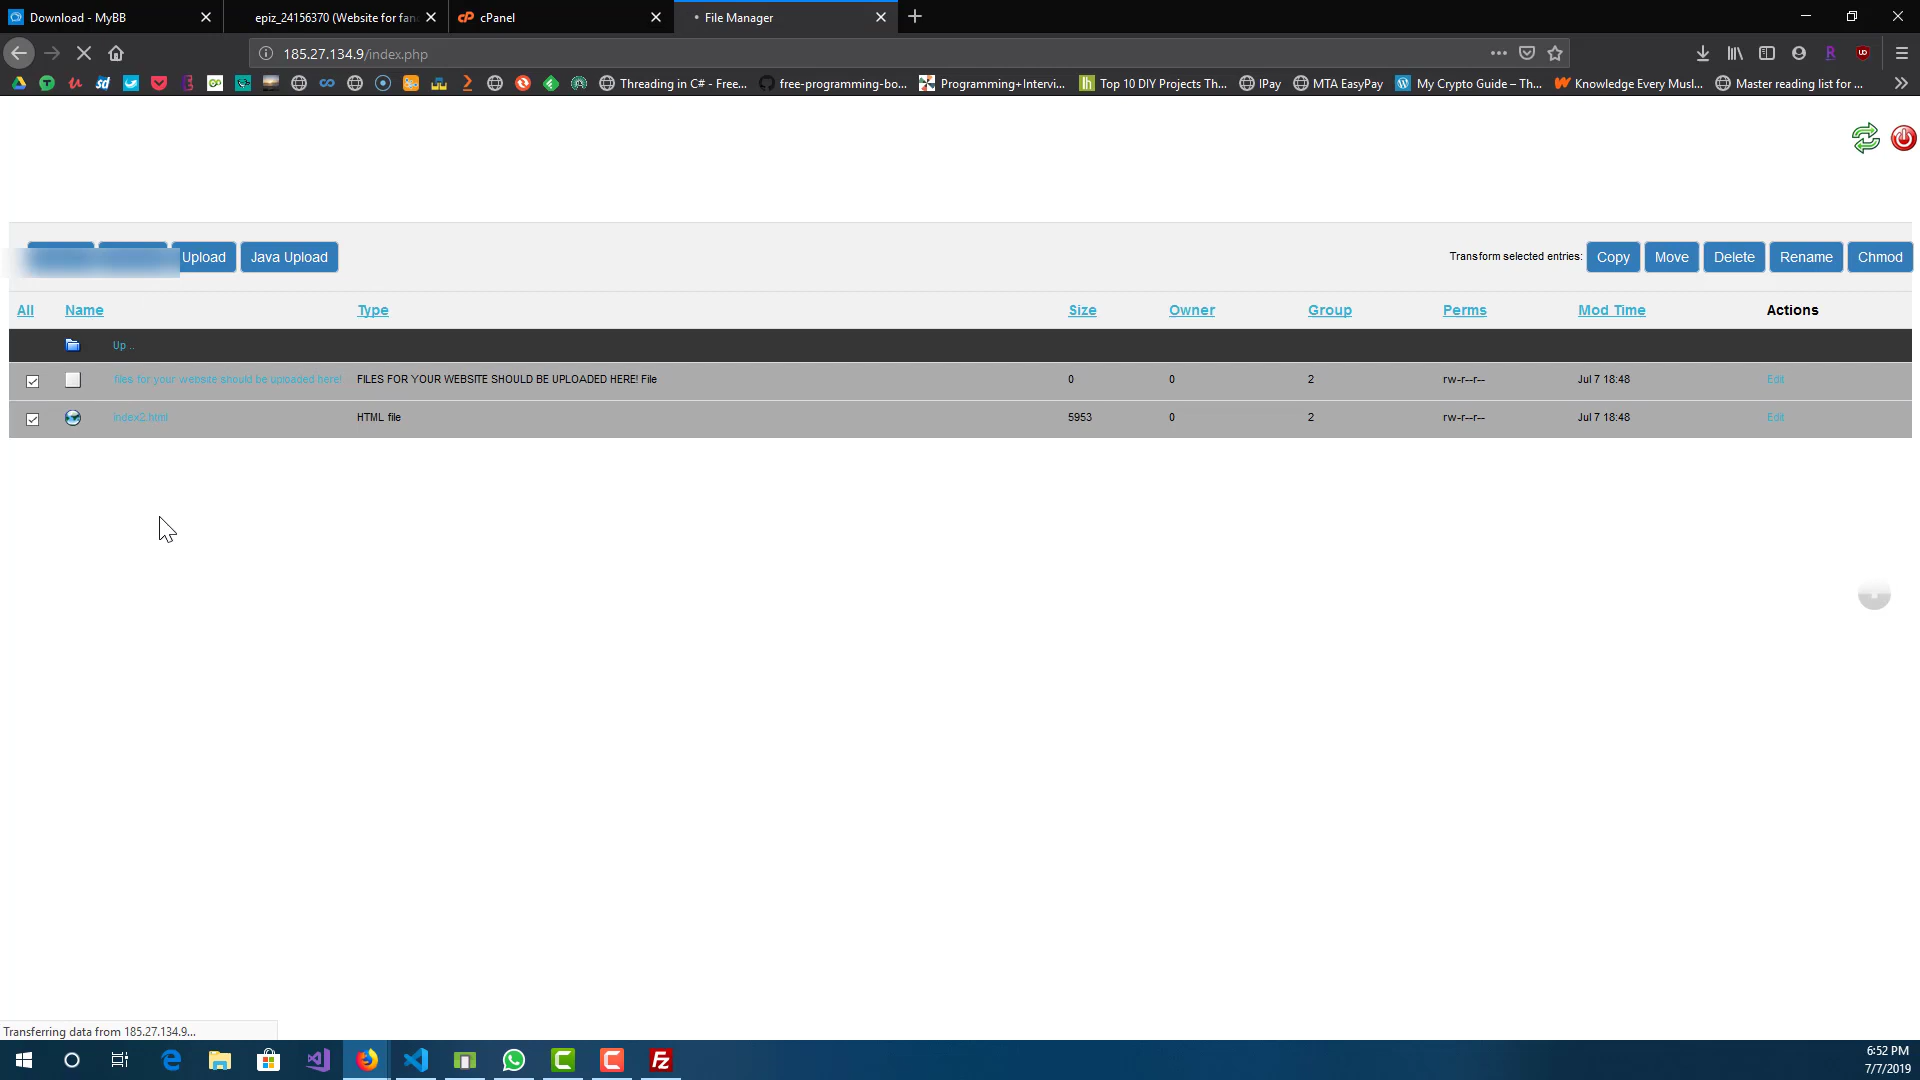 Download - MyBB
epiz_24156370 (Website for fanc
cPanel
File Manager
185.27.134.9/index.php
Threading in C# - Free...
free-programming-bo...
Programming+Intervi...
Top 10 DIY Projects Th...
IPay
MTA EasyPay
My Crypto Guide – Th...
Knowledge Every Musl...
Master reading list for ...
Upload
Java Upload
Transform selected entries:
Copy
Move
Delete
Rename
Chmod
All
Name
Type
Size
Owner
Group
Perms
Mod Time
Actions
Up ..
files for your website should be uploaded here!
FILES FOR YOUR WEBSITE SHOULD BE UPLOADED HERE! File
0
0
2
rw-r--r--
Jul 7 18:48
Edit
index2.html
HTML file
5953
0
2
rw-r--r--
Jul 7 18:48
Edit
Transferring data from 185.27.134.9...
6:52 PM
7/7/2019